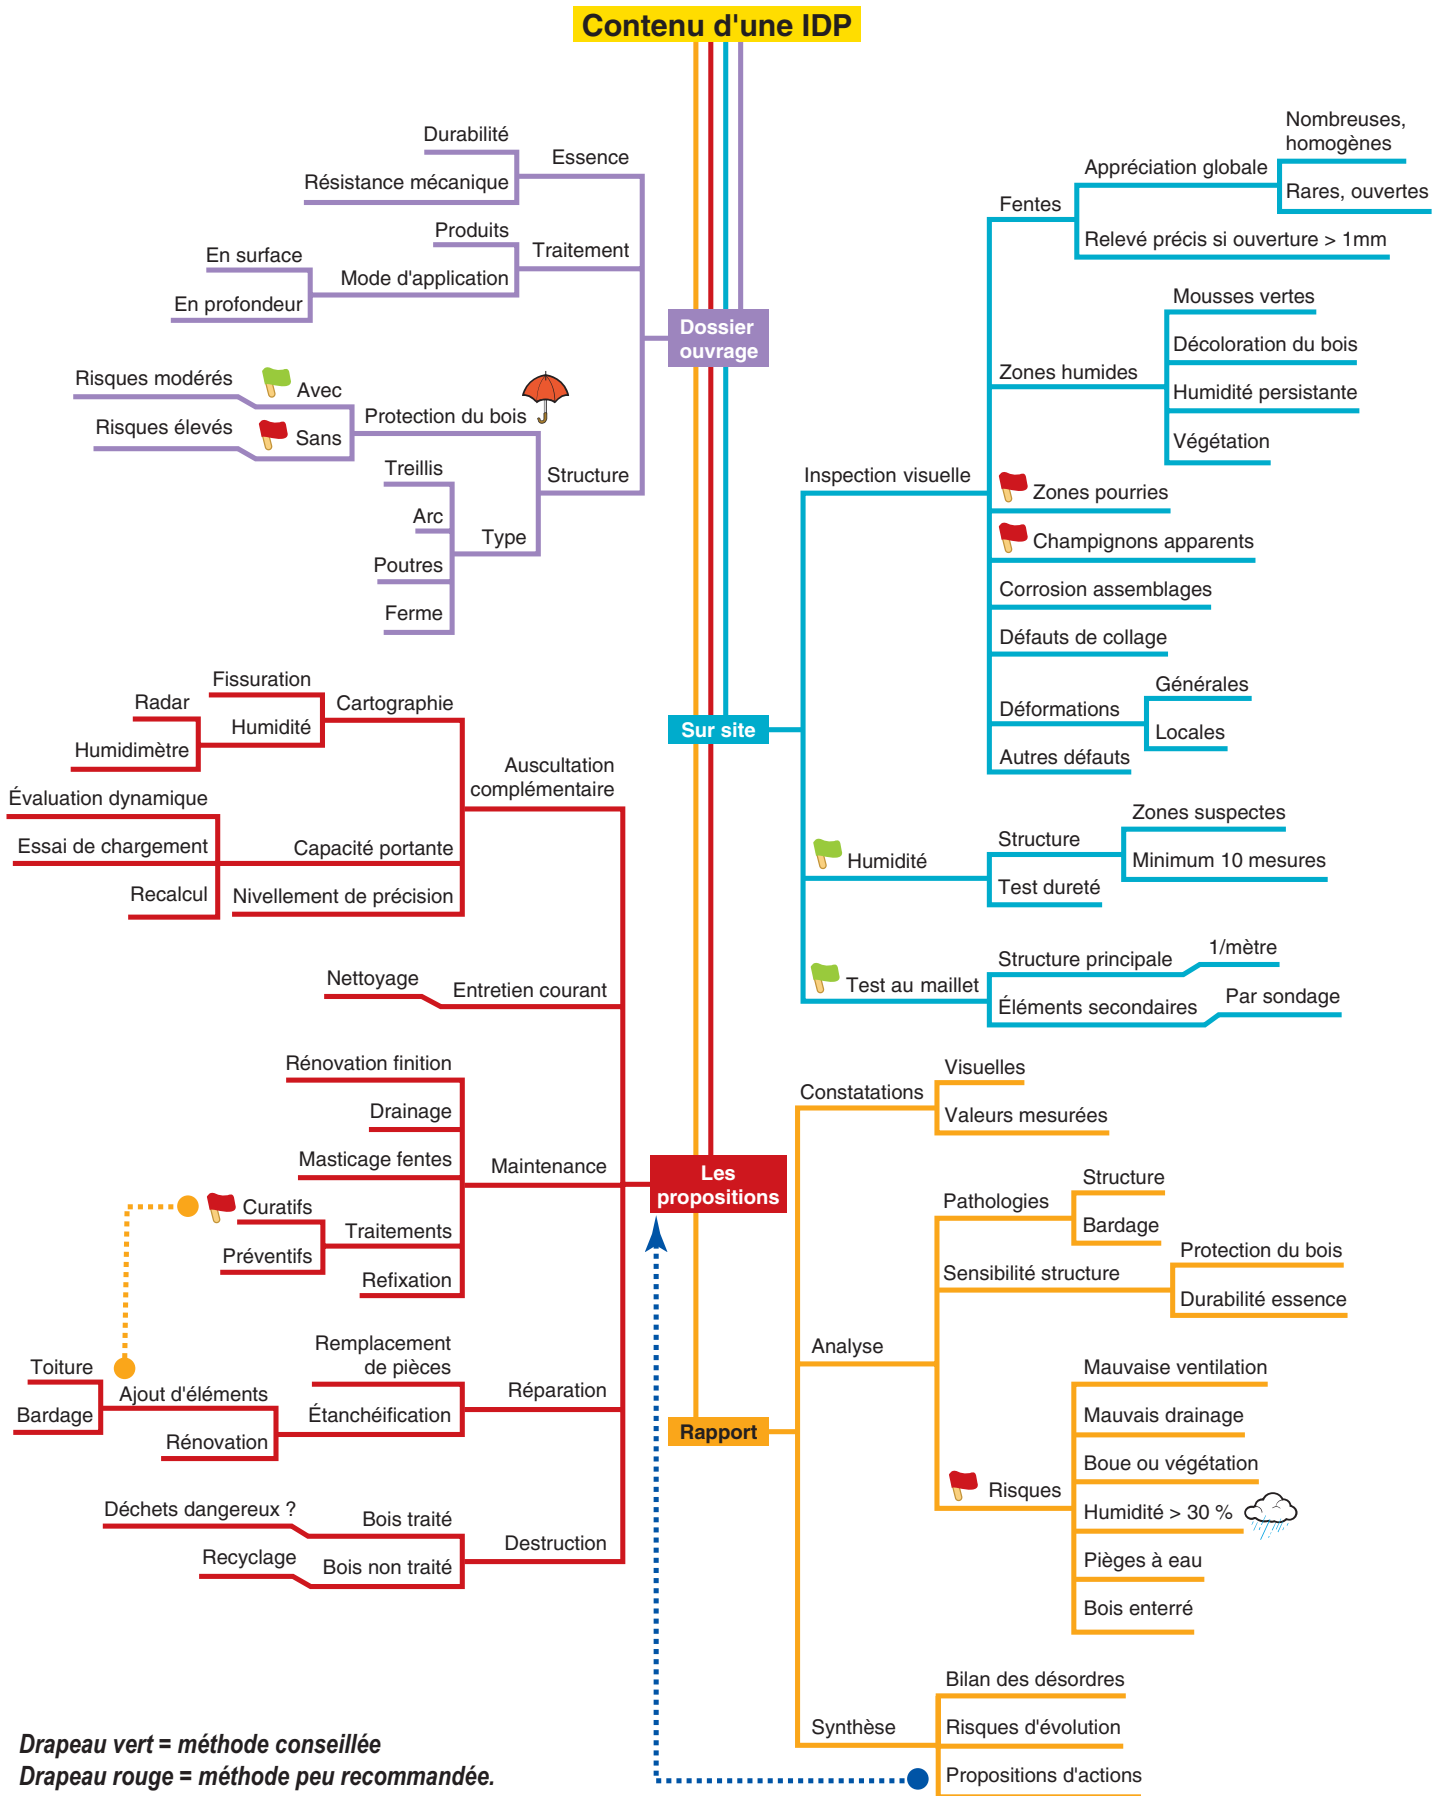 Contenu d'une IDP
Durabilité
Essence
Résistance mécanique
Produits
Traitement
En surface
Mode d'application
En profondeur
Dossier
ouvrage
Risques modérés
Avec
Protection du bois
Risques élevés
Sans
Structure
Treillis
Arc
Type
Poutres
Ferme
Nombreuses,
homogènes
Appréciation globale
Rares, ouvertes
Fentes
Relevé précis si ouverture > 1mm
Mousses vertes
Décoloration du bois
Zones humides
Humidité persistante
Végétation
Inspection visuelle
Zones pourries
Champignons apparents
Corrosion assemblages
Défauts de collage
Générales
Déformations
Locales
Autres défauts
Sur site
Zones suspectes
Structure
Humidité
Minimum 10 mesures
Test dureté
1/mètre
Structure principale
Test au maillet
Par sondage
Éléments secondaires
Fissuration
Radar
Cartographie
Humidité
Humidimètre
Auscultation
complémentaire
Évaluation dynamique
Essai de chargement
Capacité portante
Recalcul
Nivellement de précision
Nettoyage
Entretien courant
Rénovation finition
Drainage
Masticage fentes
Maintenance
Les
propositions
Curatifs
Traitements
Préventifs
Refixation
Remplacement
de pièces
Toiture
Ajout d'éléments
Réparation
Bardage
Étanchéification
Rénovation
Déchets dangereux ?
Bois traité
Destruction
Recyclage
Bois non traité
Visuelles
Constatations
Valeurs mesurées
Structure
Pathologies
Bardage
Protection du bois
Sensibilité structure
Durabilité essence
Analyse
Mauvaise ventilation
Mauvais drainage
Rapport
Boue ou végétation
Risques
Humidité > 30 %
Pièges à eau
Bois enterré
Bilan des désordres
Synthèse
Risques d'évolution
Propositions d'actions
Drapeau vert = méthode conseillée
Drapeau rouge = méthode peu recommandée.